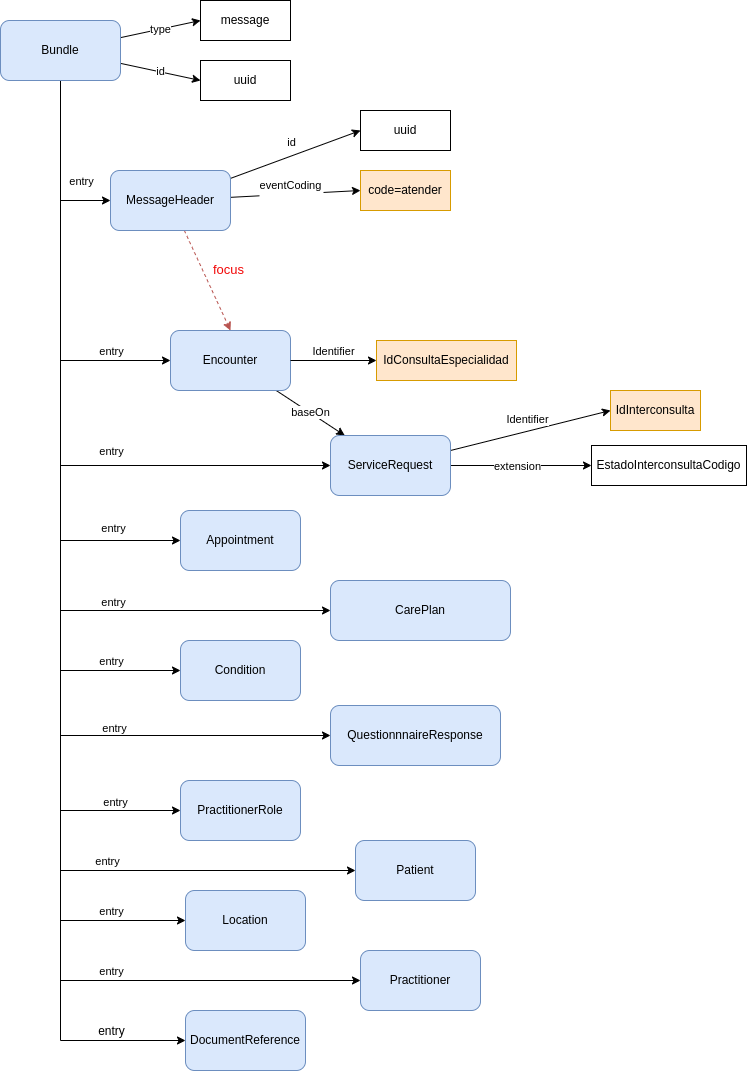 message
type
Bundle
id
uuid
uuid
id
entry
eventCoding
code=atender
MessageHeader
focus
entry
Encounter
Identifier
IdConsultaEspecialidad
baseOn
Identifier
IdInterconsulta
entry
ServiceRequest
extension
EstadoInterconsultaCodigo
entry
Appointment
entry
CarePlan
entry
Condition
entry
QuestionnnaireResponse
entry
PractitionerRole
entry
Patient
entry
Location
entry
Practitioner
entry
DocumentReference